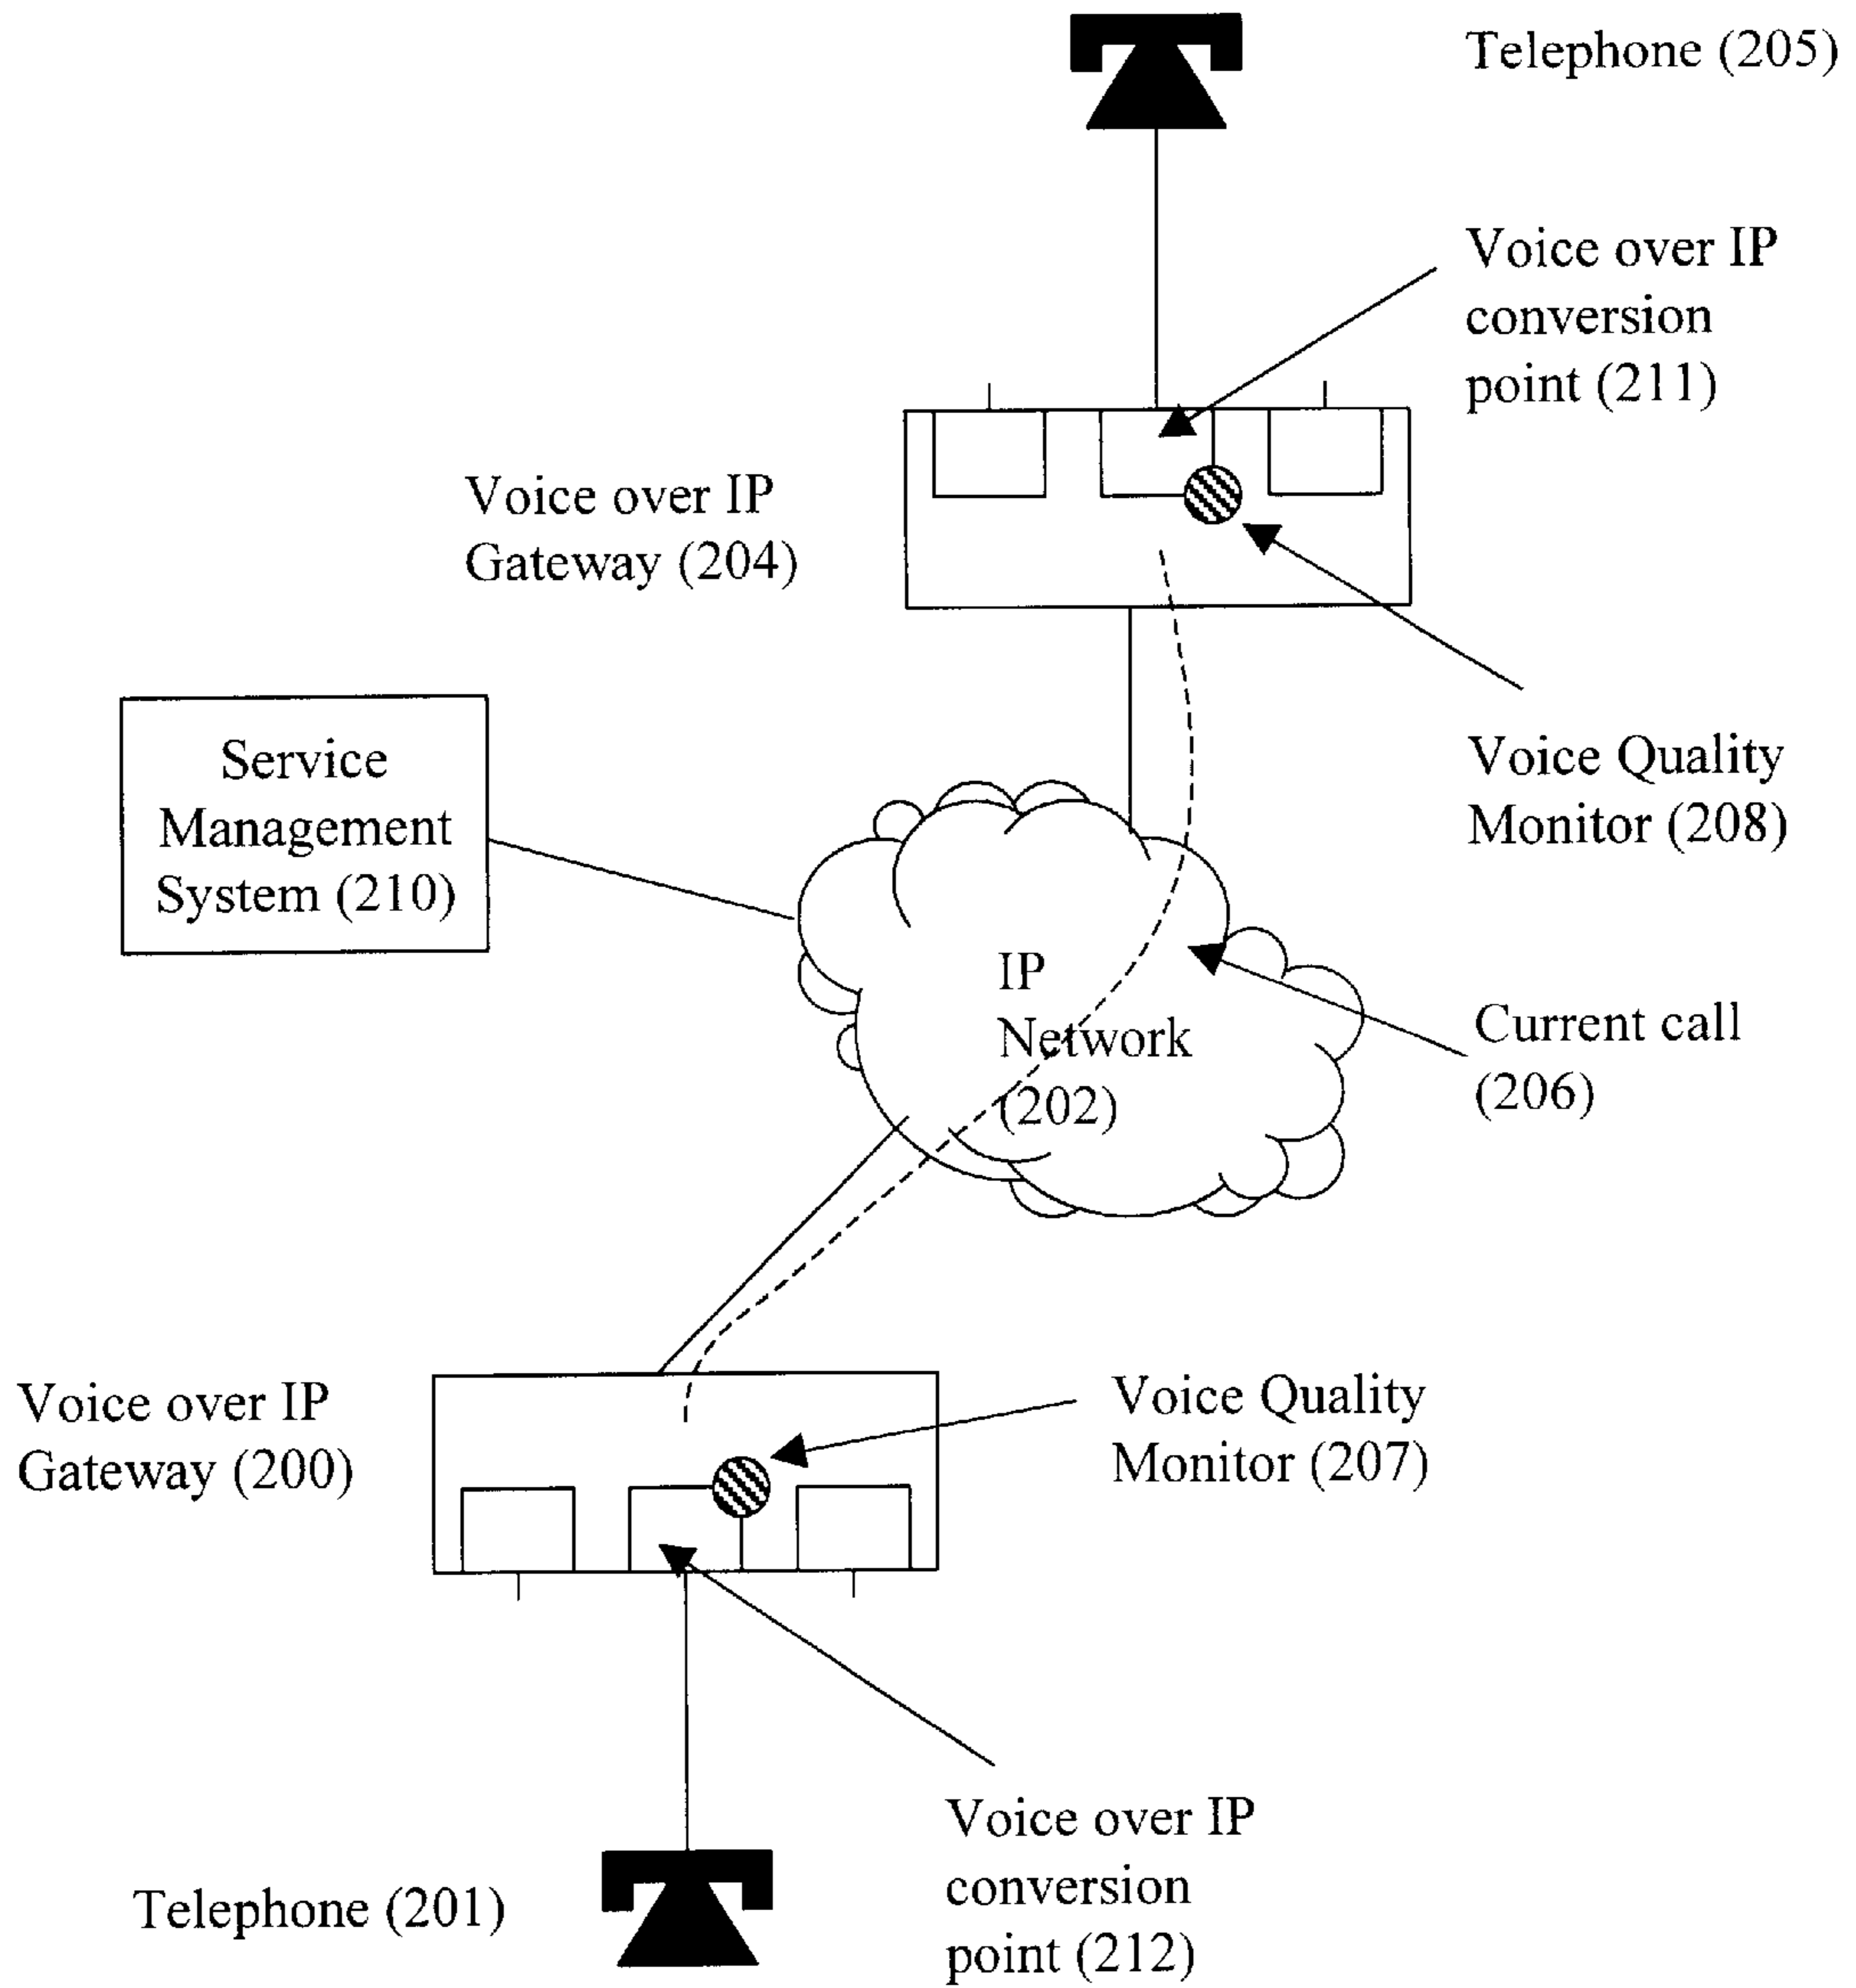 Telephone (205)
Voice over IP
conversion
point (211)
Voice over IP
Gateway (204)
Service
Management
System (210)
Voice Quality
Monitor (208)
IP
Network
(202)
Current call
(206)
Voice over IP
Gateway (200)
Voice Quality
Monitor (207)
Telephone (201)
Voice over IP
conversion
point (212)